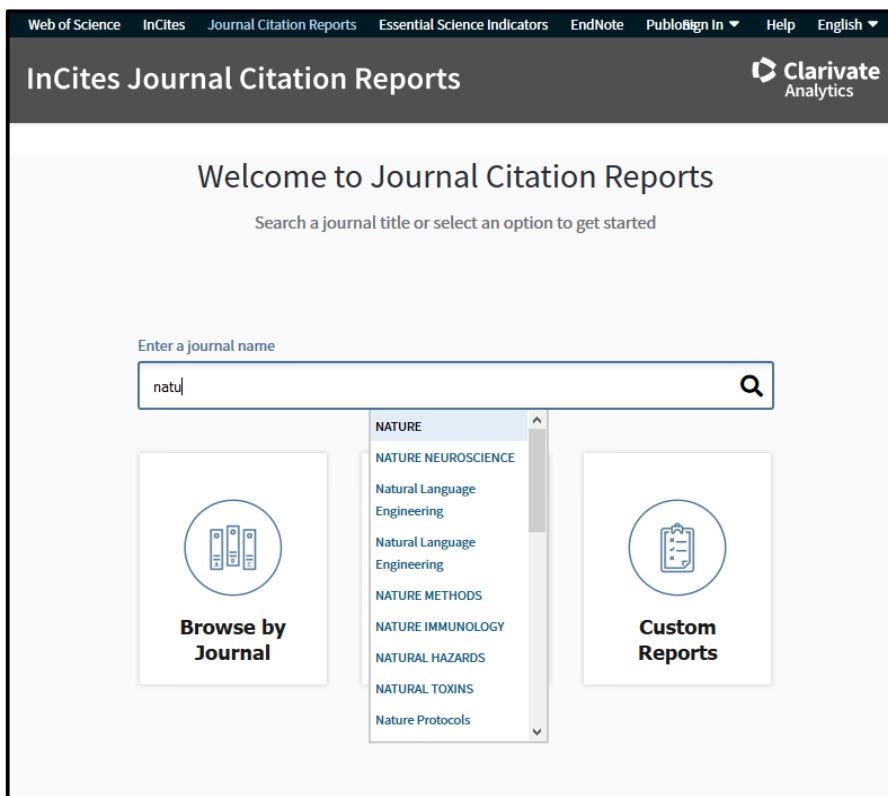 Web of Science InCites Journal Citation Reports Essential Science Indicators EndNote Publons Sign In Help English
InCites Journal Citation Reports
Clarivate
Analytics
Welcome to Journal Citation Reports
Search a journal title or select an option to get started
Enter a journal name
natu
NATURE
NATURE NEUROSCIENCE
Natural Language
Engineering
Natural Language
Engineering
NATURE METHODS
NATURE IMMUNOLOGY
NATURAL HAZARDS
NATURAL TOXINS
Nature Protocols
A B C
Browse by
Journal
Custom
Reports